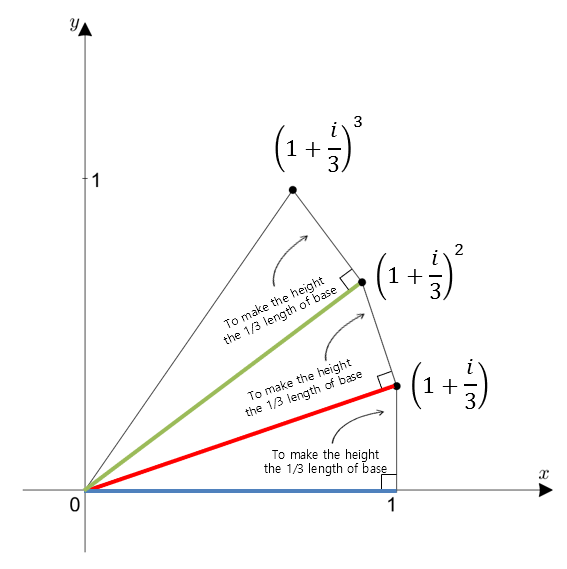 y
(1 + i/3)^3
1
(1 + i/3)^2
To make the height
the 1/3 length of base
To make the height
the 1/3 length of base
(1 + i/3)
To make the height
the 1/3 length of base
x
0
1